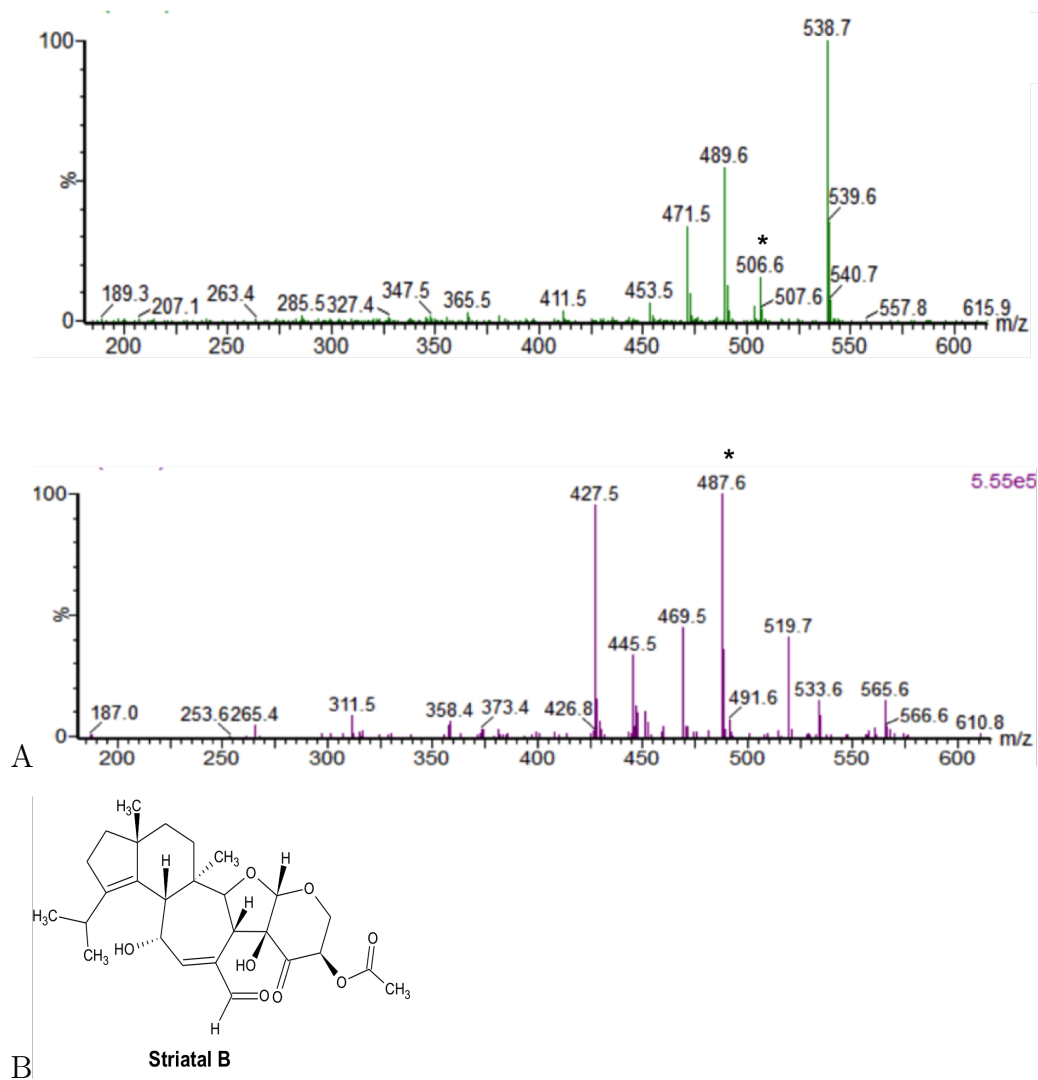 538.7
100
489.6
539.6
%
471.5
*
506.6
540.7
189.3
207.1
263.4
285.5
327.4
347.5
365.5
411.5
453.5
507.6
557.8
615.9
0
m/z
200 250 300 350 400 450 500 550 600
*
5.55e5
100
427.5
487.6
%
469.5
519.7
445.5
533.6
565.6
187.0
253.6
265.4
311.5
358.4
373.4
426.8
491.6
566.6
610.8
0
m/z
A
200 250 300 350 400 450 500 550 600
H3C
H
CH3
H
O
O
H
H3C
CH3
HO
HO
O
O
O
O
CH3
H
B
Striatal B